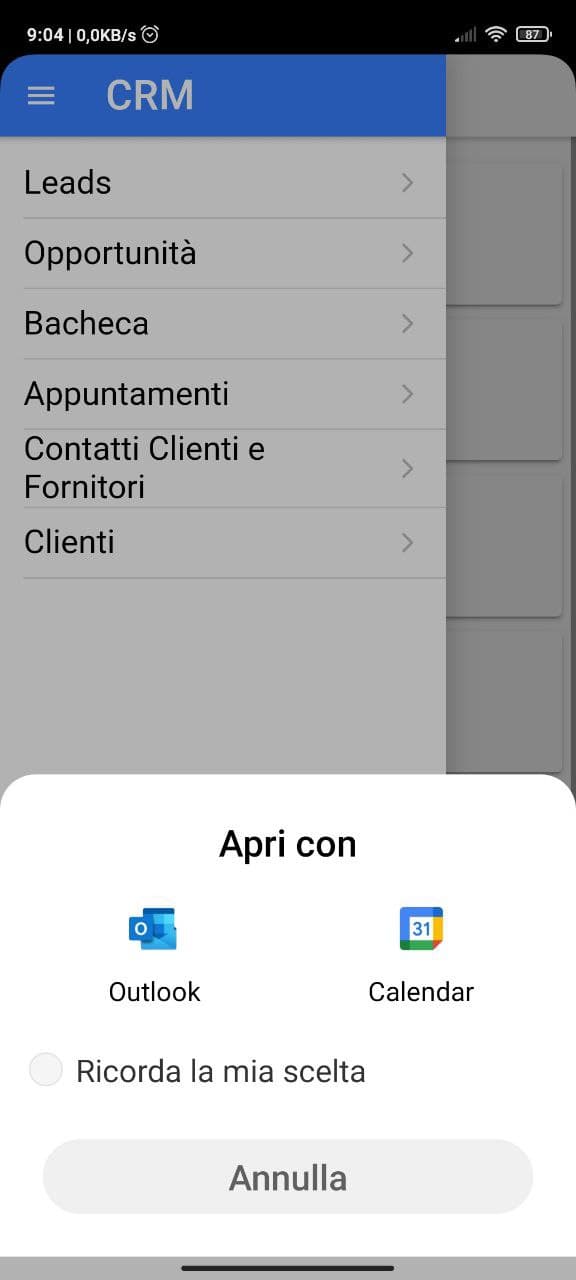 9:04 | 0,0KB/s
87
CRM
Leads
Opportunità
Bacheca
Appuntamenti
Contatti Clienti e
Fornitori
Clienti
Apri con
O
31
Outlook
Calendar
Ricorda la mia scelta
Annulla